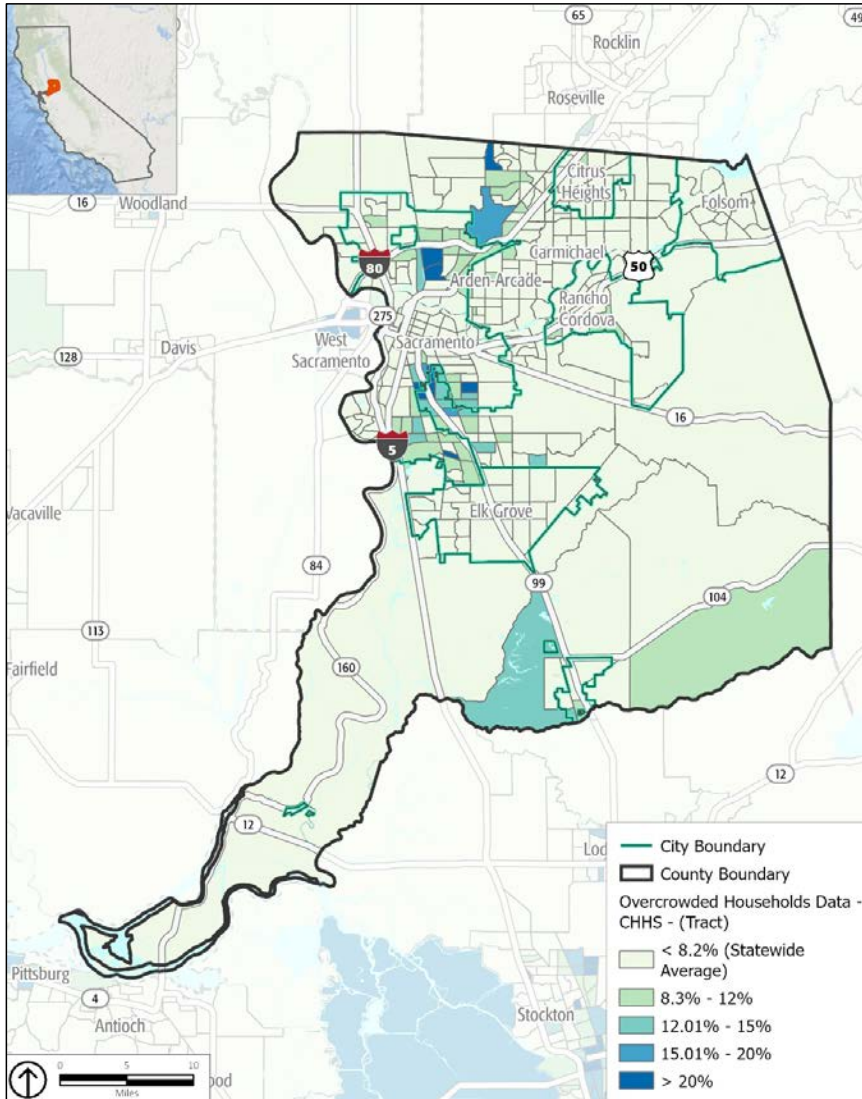 65
49
Rocklin
Roseville
16
Woodland
Citrus
Heights
Folsom
Carmichael
80
50
Arden-Arcade
Rancho
Cordova
275
West
Sacramento
Sacramento
Davis
128
16
5
Elk Grove
Vacaville
84
99
104
113
Fairfield
160
12
12
Lod
Pittsburg
4
Antioch
Stockton
ood
0 5 10
Miles
City Boundary
County Boundary
Overcrowded Households Data -
CHHS - (Tract)
< 8.2% (Statewide
Average)
8.3% - 12%
12.01% - 15%
15.01% - 20%
> 20%